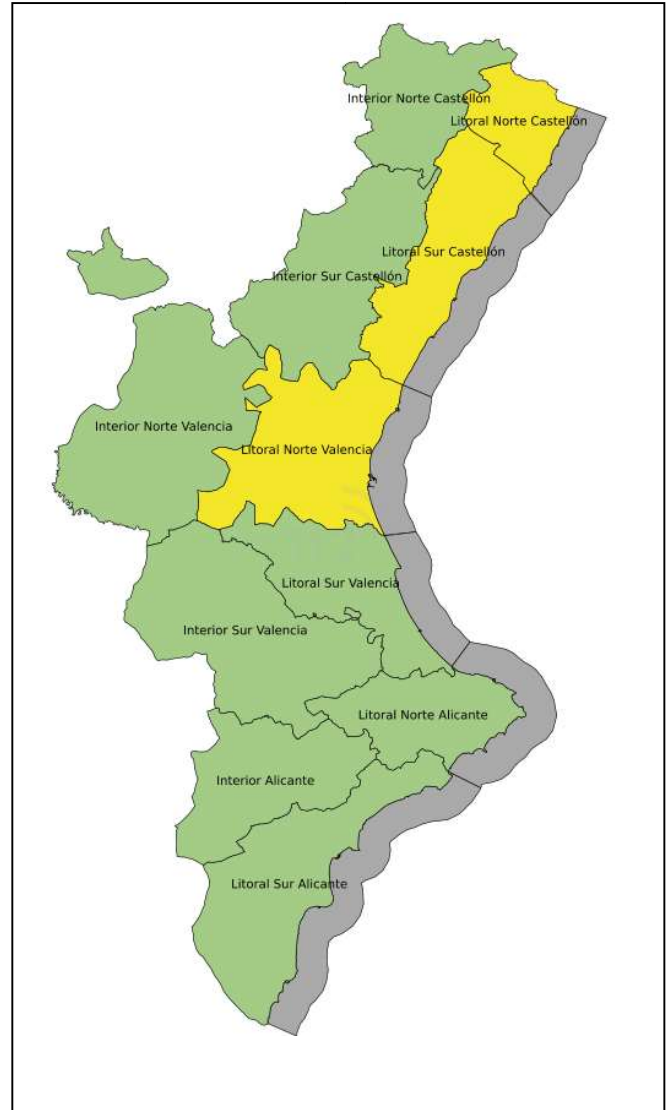 Interior Norte Castellón
Litoral Norte Castellón
Litoral Sur Castellón
Interior Sur Castellón
Interior Norte Valencia
Litoral Norte Valencia
Litoral Sur Valencia
Interior Sur Valencia
Litoral Norte Alicante
Interior Alicante
Litoral Sur Alicante